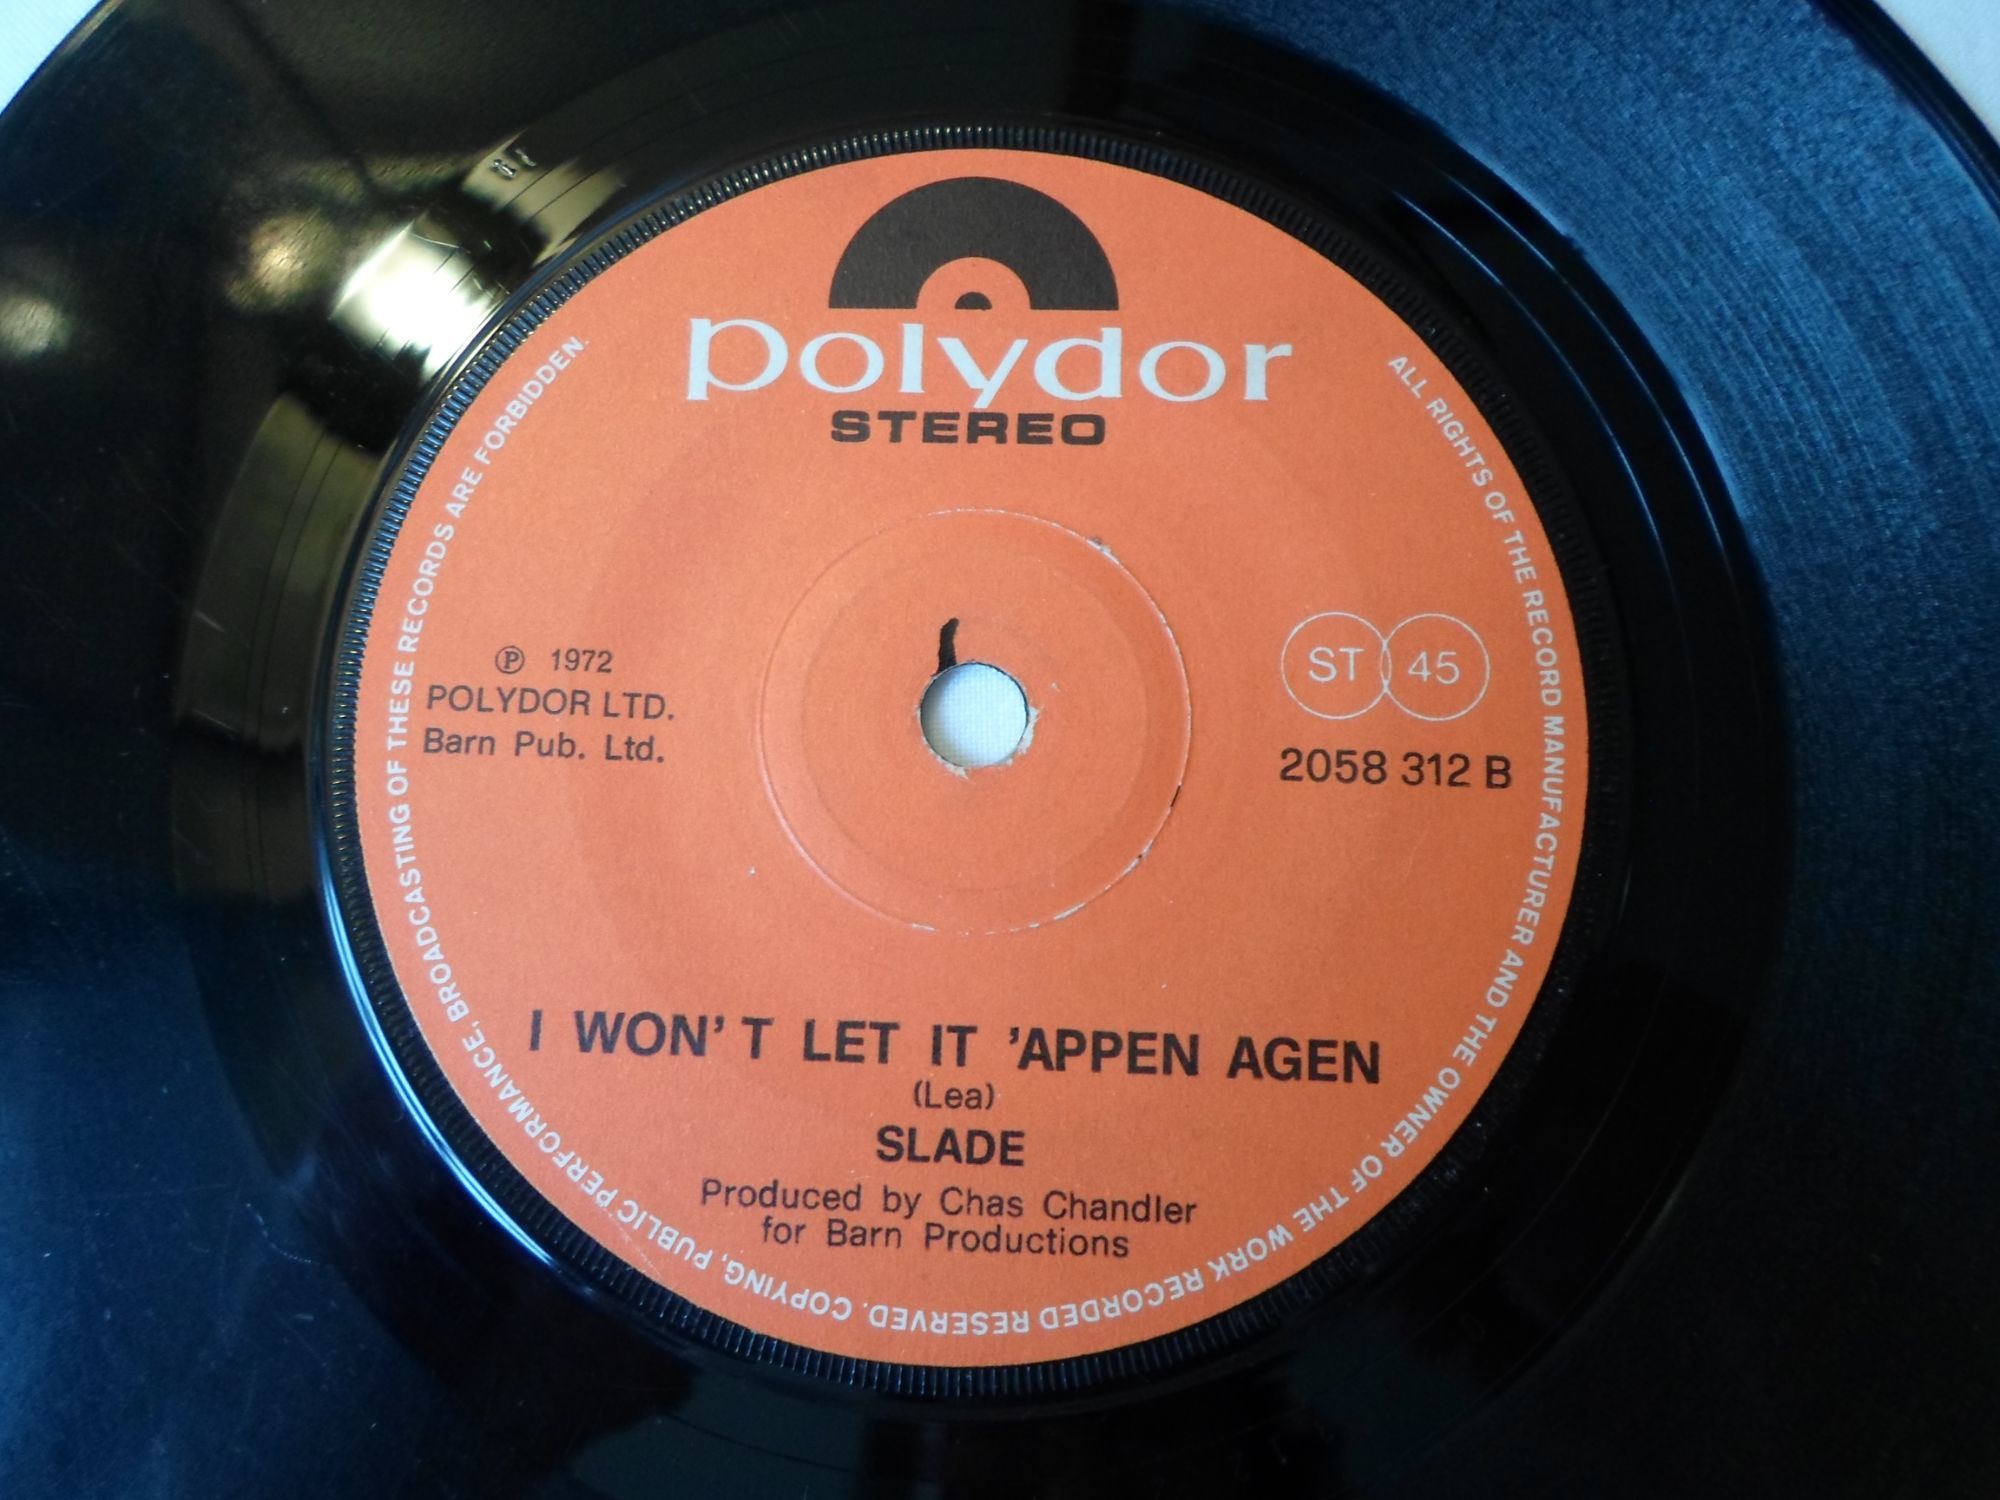 polydor
STEREO
℗ 1972
POLYDOR LTD.
Barn Pub. Ltd.
ST 45
2058 312 B
I WON'T LET IT 'APPEN AGEN
(Lea)
SLADE
Produced by Chas Chandler
for Barn Productions
ALL RIGHTS OF THE RECORD MANUFACTURER AND THE OWNER OF THE WORK RECORDED RESERVED. COPYING, PUBLIC PERFORMANCE, BROADCASTING OF THESE RECORDS ARE FORBIDDEN.